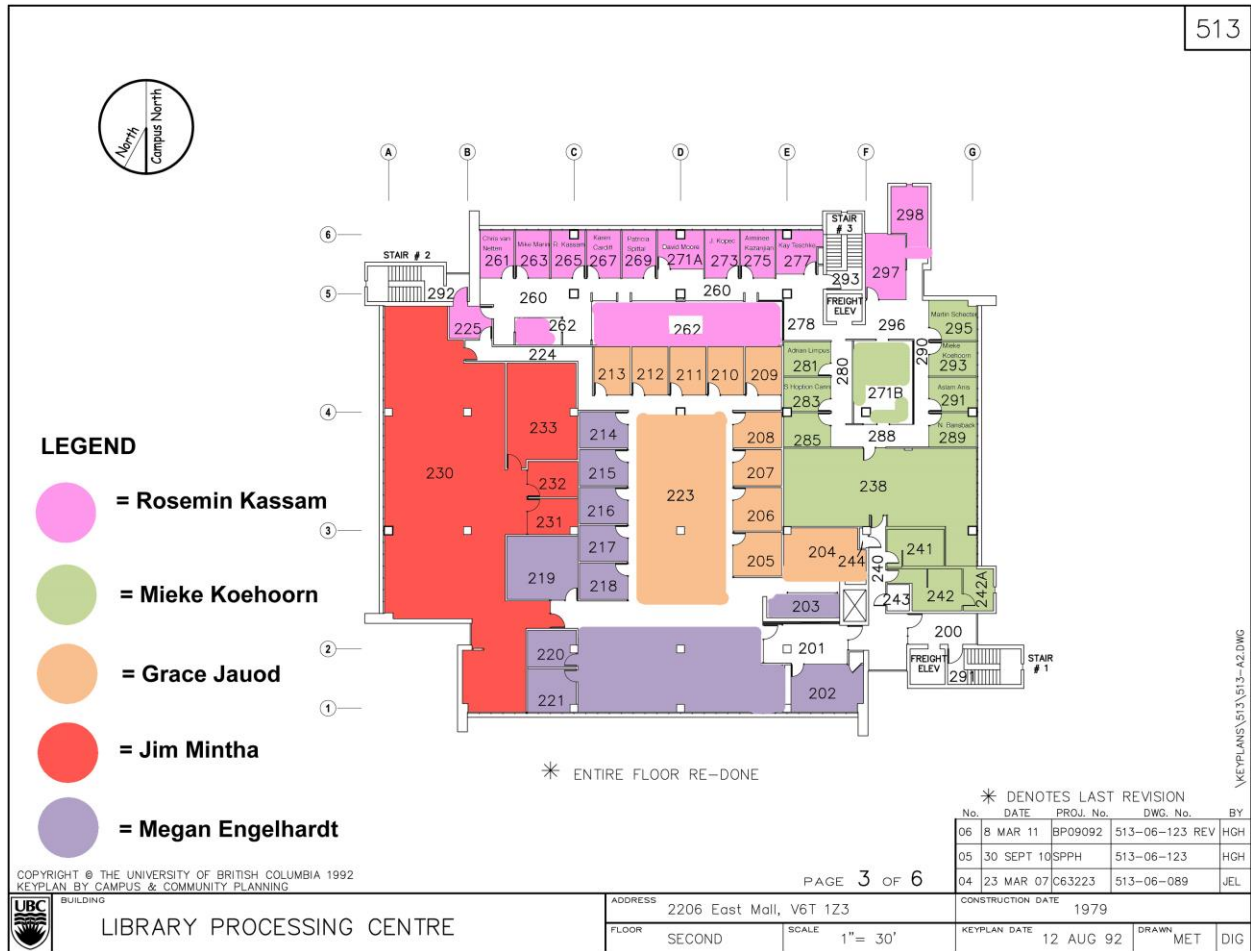 513
North
Campus North
A
B
C
D
E
F
G
6
5
4
3
2
1
STAIR # 2
292
STAIR # 3
293
FREIGHT ELEV
298
297
Chris van Netten
261
263
R. Kassam
265
Karen Cardiff
267
Patricia Spittal
269
David Moore
271A
J. Kopec
273
Arminee Kazanjian
275
Kay Teschke
277
260
260
225
262
262
278
296
224
213
212
211
210
209
Adrian Limpus
281
283
285
280
271B
290
288
Martin Schechter
295
Mieke Koehoorn
293
Aslam Anis
291
289
230
233
232
231
214
215
216
217
218
219
223
208
207
206
205
204
244
203
238
241
240
242
242A
243
200
201
202
220
221
FREIGHT ELEV
291
STAIR # 1
LEGEND
= Rosemin Kassam
= Mieke Koehoorn
= Grace Jauod
= Jim Mintha
= Megan Engelhardt
* ENTIRE FLOOR RE-DONE
\KEYPLANS\513\513-A2.DWG
* DENOTES LAST REVISION
No. DATE PROJ. No. DWG. No. BY
06 8 MAR 11 BP09092 513-06-123 REV HGH
05 30 SEPT 10 SPPH 513-06-123 HGH
04 23 MAR 07 C63223 513-06-089 JEL
COPYRIGHT © THE UNIVERSITY OF BRITISH COLUMBIA 1992
KEYPLAN BY CAMPUS & COMMUNITY PLANNING
PAGE 3 OF 6
UBC
BUILDING
LIBRARY PROCESSING CENTRE
ADDRESS
2206 East Mall, V6T 1Z3
CONSTRUCTION DATE
1979
FLOOR
SECOND
SCALE
1"= 30'
KEYPLAN DATE
12 AUG 92
DRAWN
MET
DIG